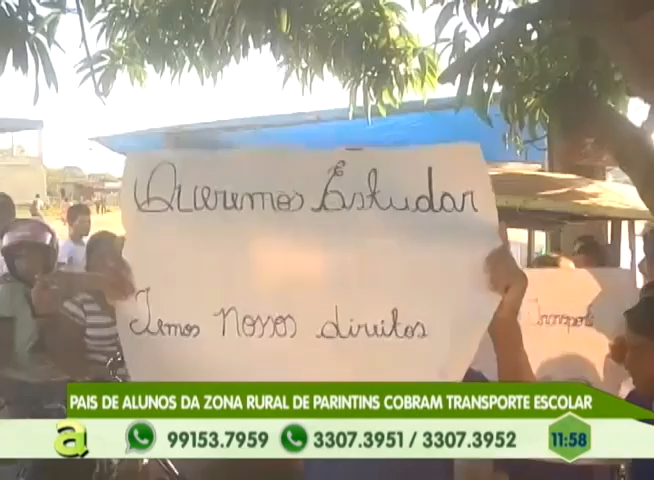 Queremos Estudar
Temos nossos direitos
Transporte
PAIS DE ALUNOS DA ZONA RURAL DE PARINTINS COBRAM TRANSPORTE ESCOLAR
a 99153.7959 3307.3951 / 3307.3952 11:58